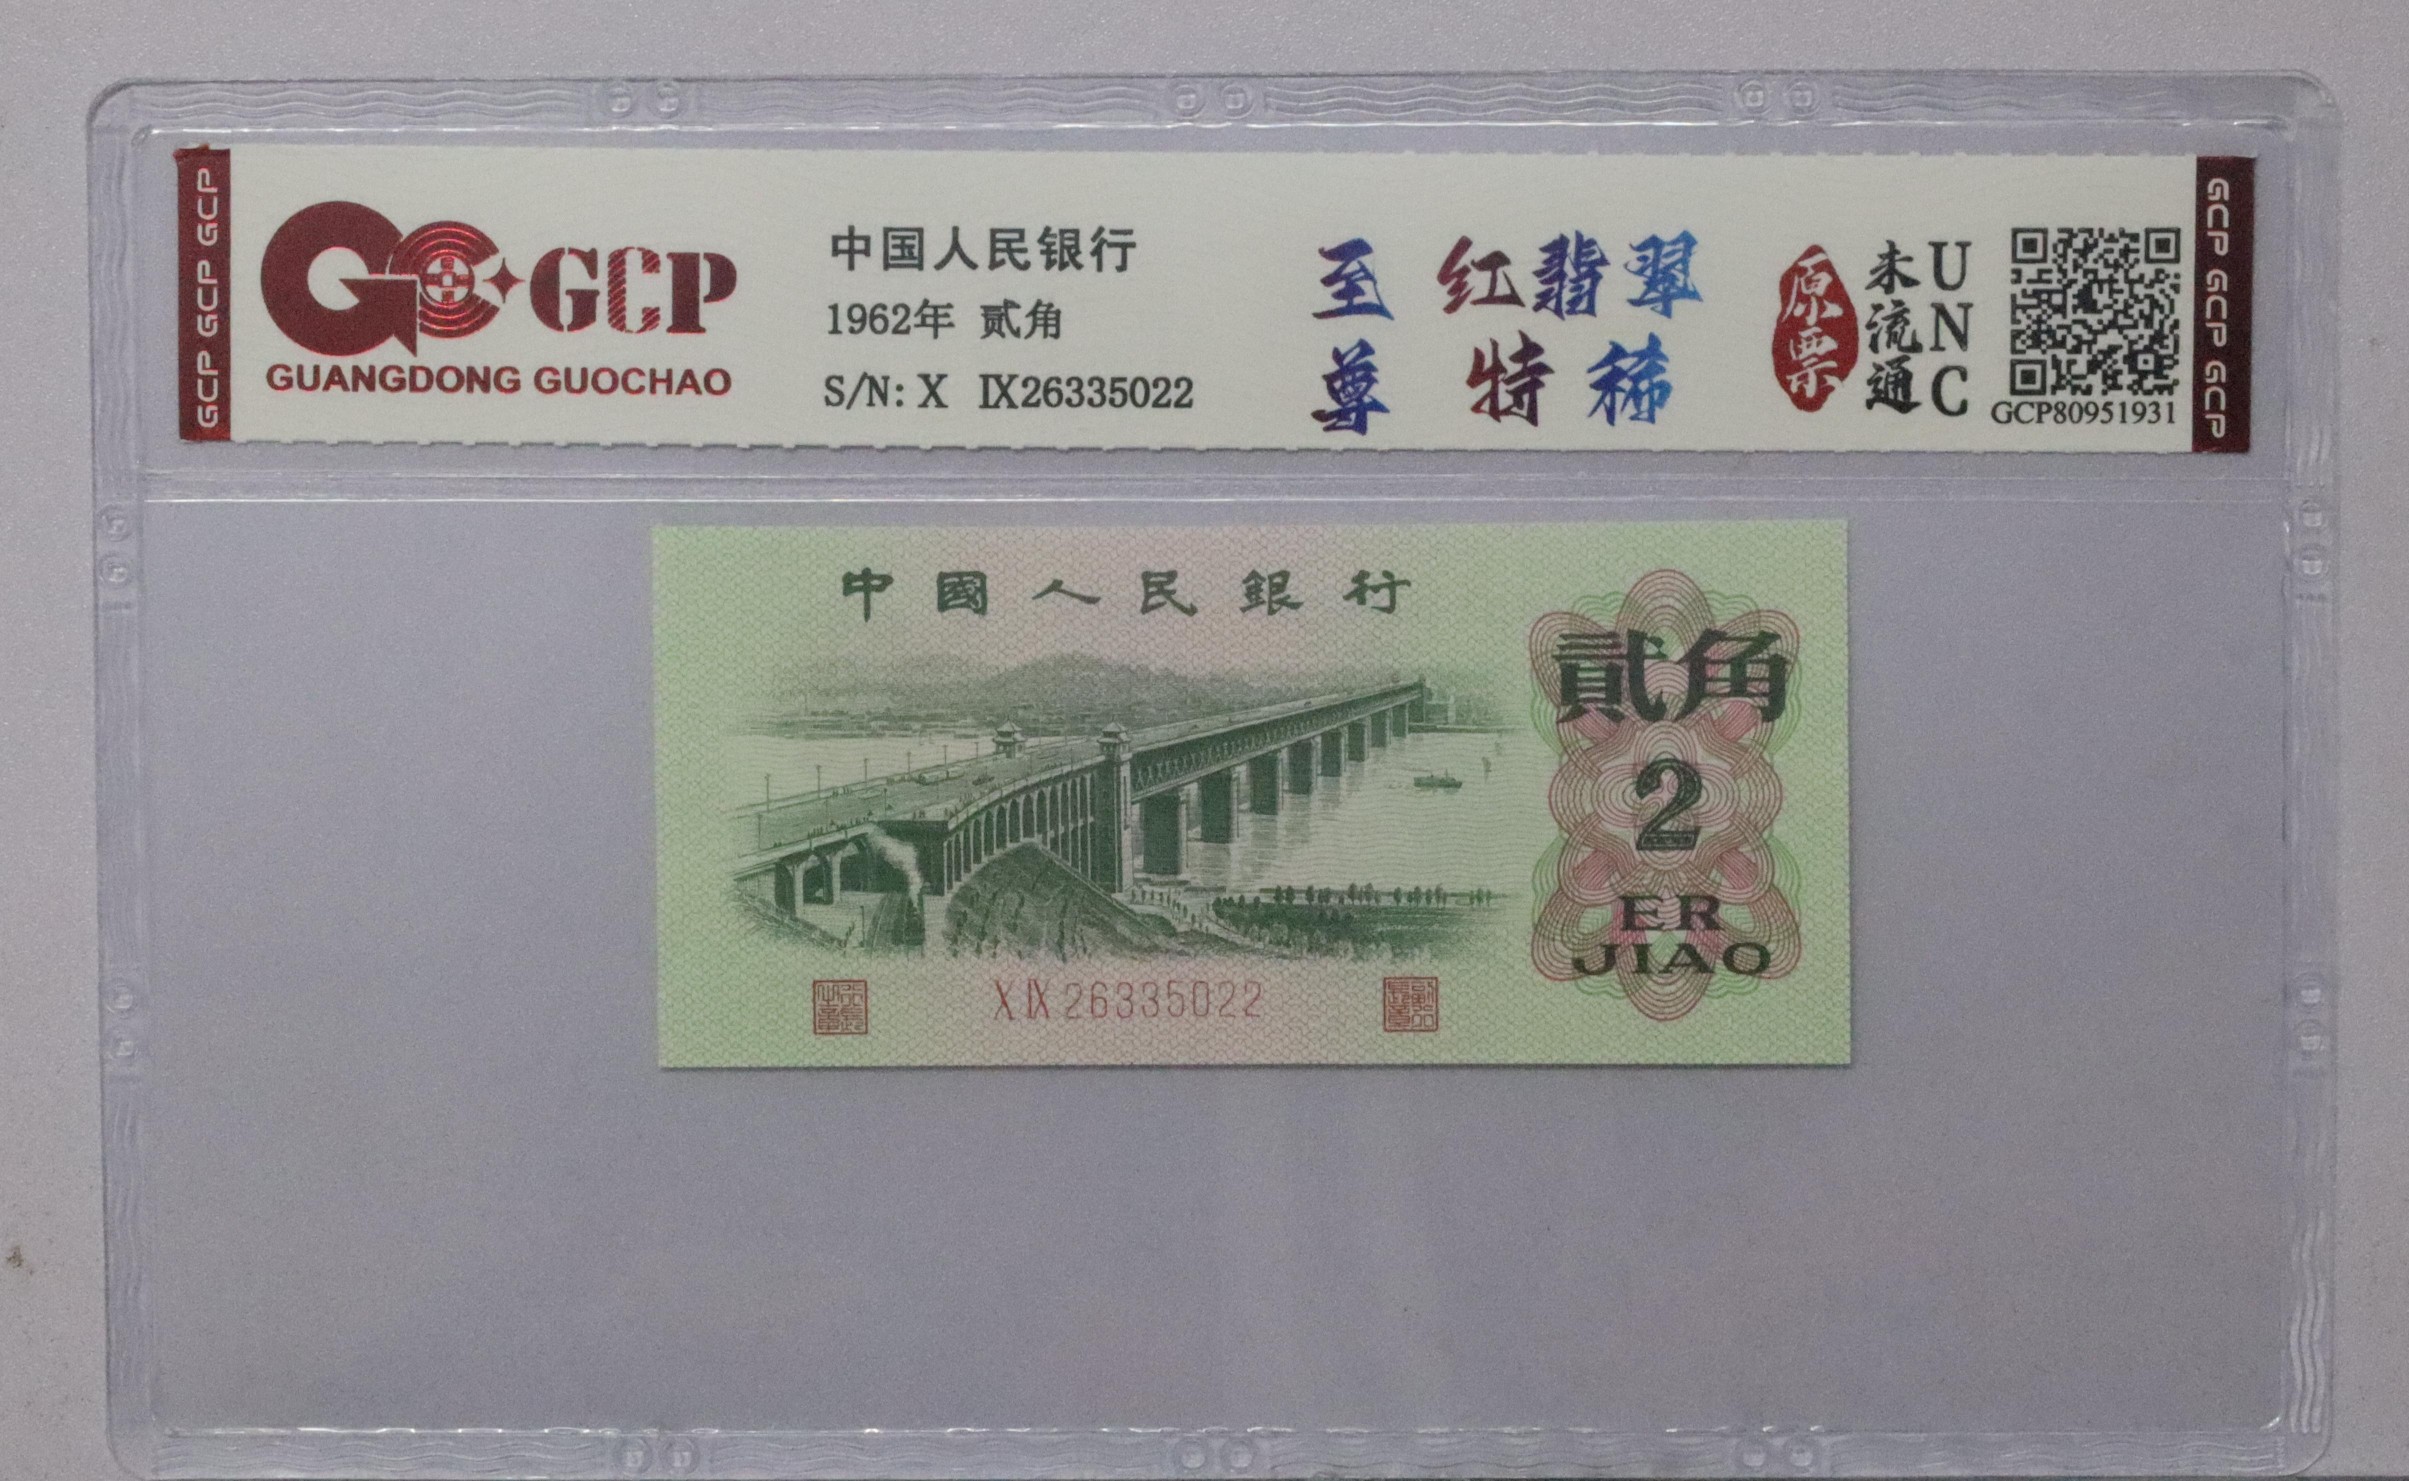 GCP GCP GCP
GCP
GUANGDONG GUOCHAO
中国人民银行
1962年 贰角
S/N: X IX26335022
至尊
红翡翠
特稀
原票
未流通
UNC
GCP80951931
GCP GCP GCP
中國人民銀行
貳角
2
ER
JIAO
X IX 26335022